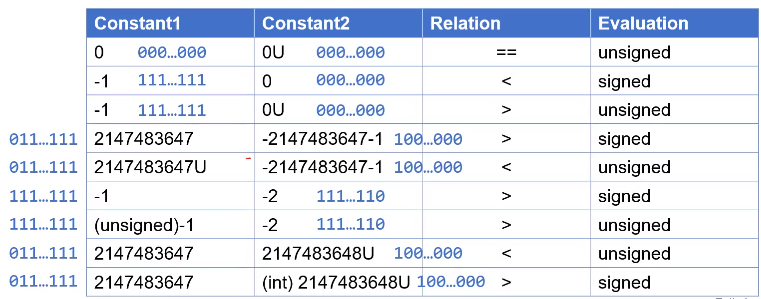 Constant1 Constant2 Relation Evaluation
0 000…000 0U 000…000 == unsigned
-1 111…111 0 000…000 < signed
-1 111…111 0U 000…000 > unsigned
011…111 2147483647 -2147483647-1 100…000 > signed
011…111 2147483647U -2147483647-1 100…000 < unsigned
111…111 -1 -2 111…110 > signed
111…111 (unsigned)-1 -2 111…110 > unsigned
011…111 2147483647 2147483648U 100…000 < unsigned
011…111 2147483647 (int) 2147483648U 100…000 > signed